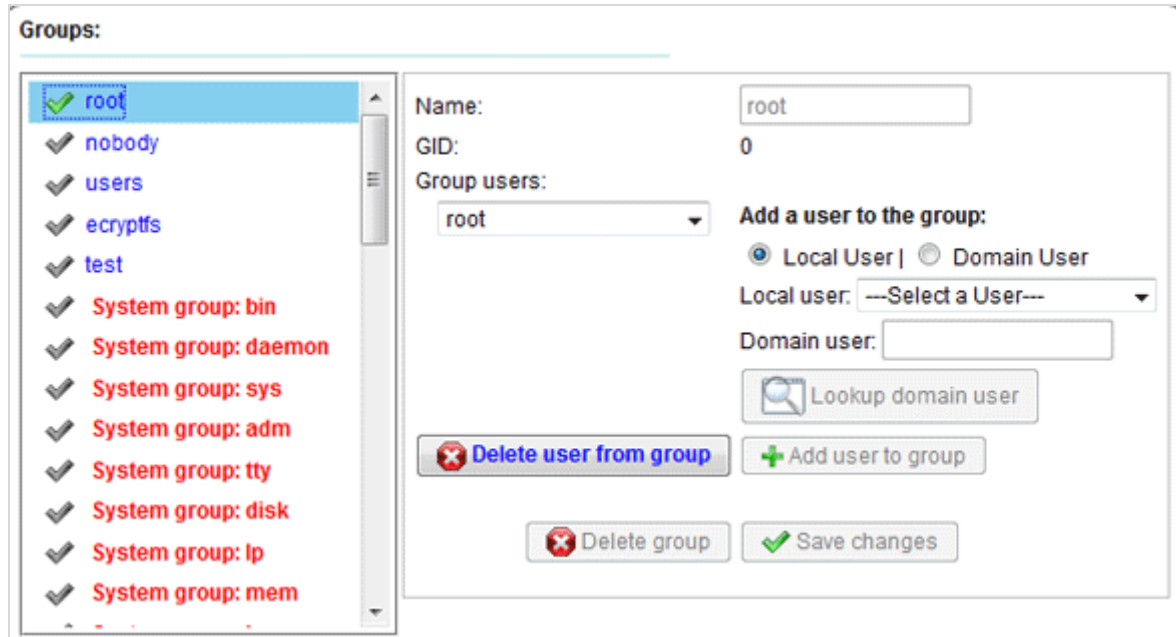 Groups:
root
nobody
users
ecryptfs
test
System group: bin
System group: daemon
System group: sys
System group: adm
System group: tty
System group: disk
System group: lp
System group: mem
Name:
root
GID:
0
Group users:
root
Add a user to the group:
Local User | Domain User
Local user: ---Select a User---
Domain user:
Lookup domain user
Delete user from group
Add user to group
Delete group
Save changes